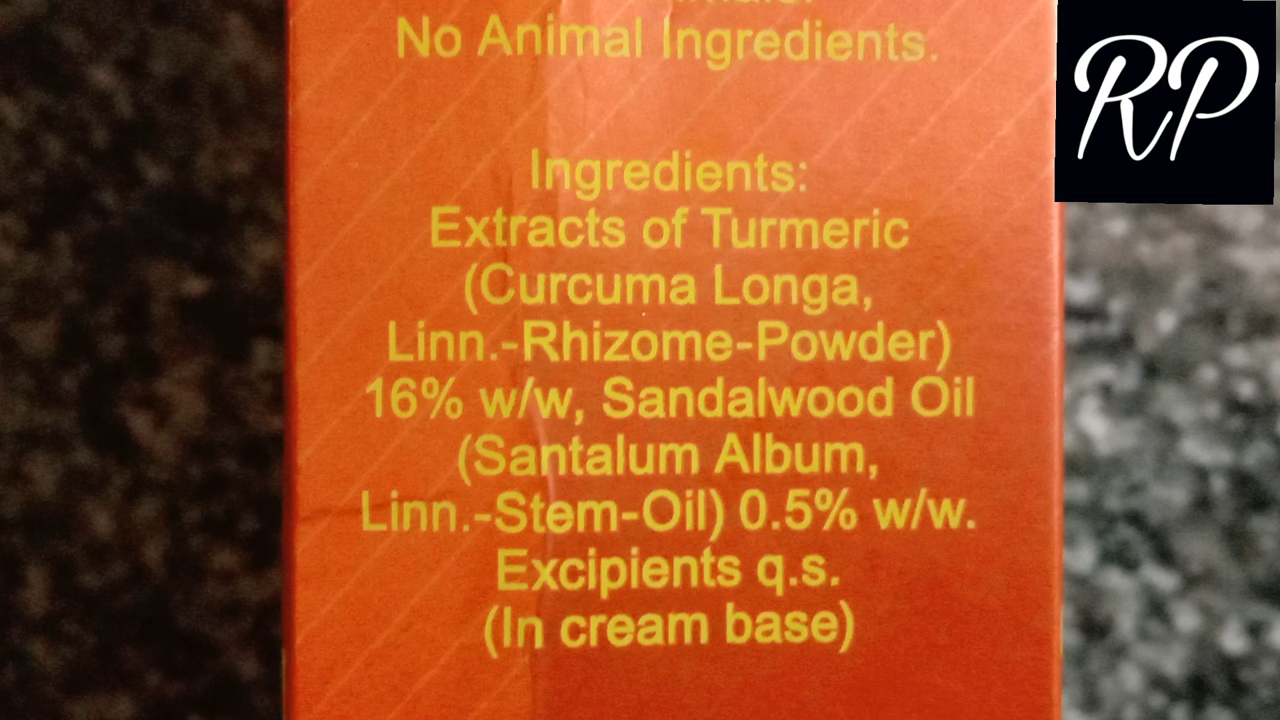 No Animal Ingredients.
Ingredients:
Extracts of Turmeric
(Curcuma Longa,
Linn.-Rhizome-Powder)
16% w/w, Sandalwood Oil
(Santalum Album,
Linn.-Stem-Oil) 0.5% w/w.
Excipients q.s.
(In cream base)
RP